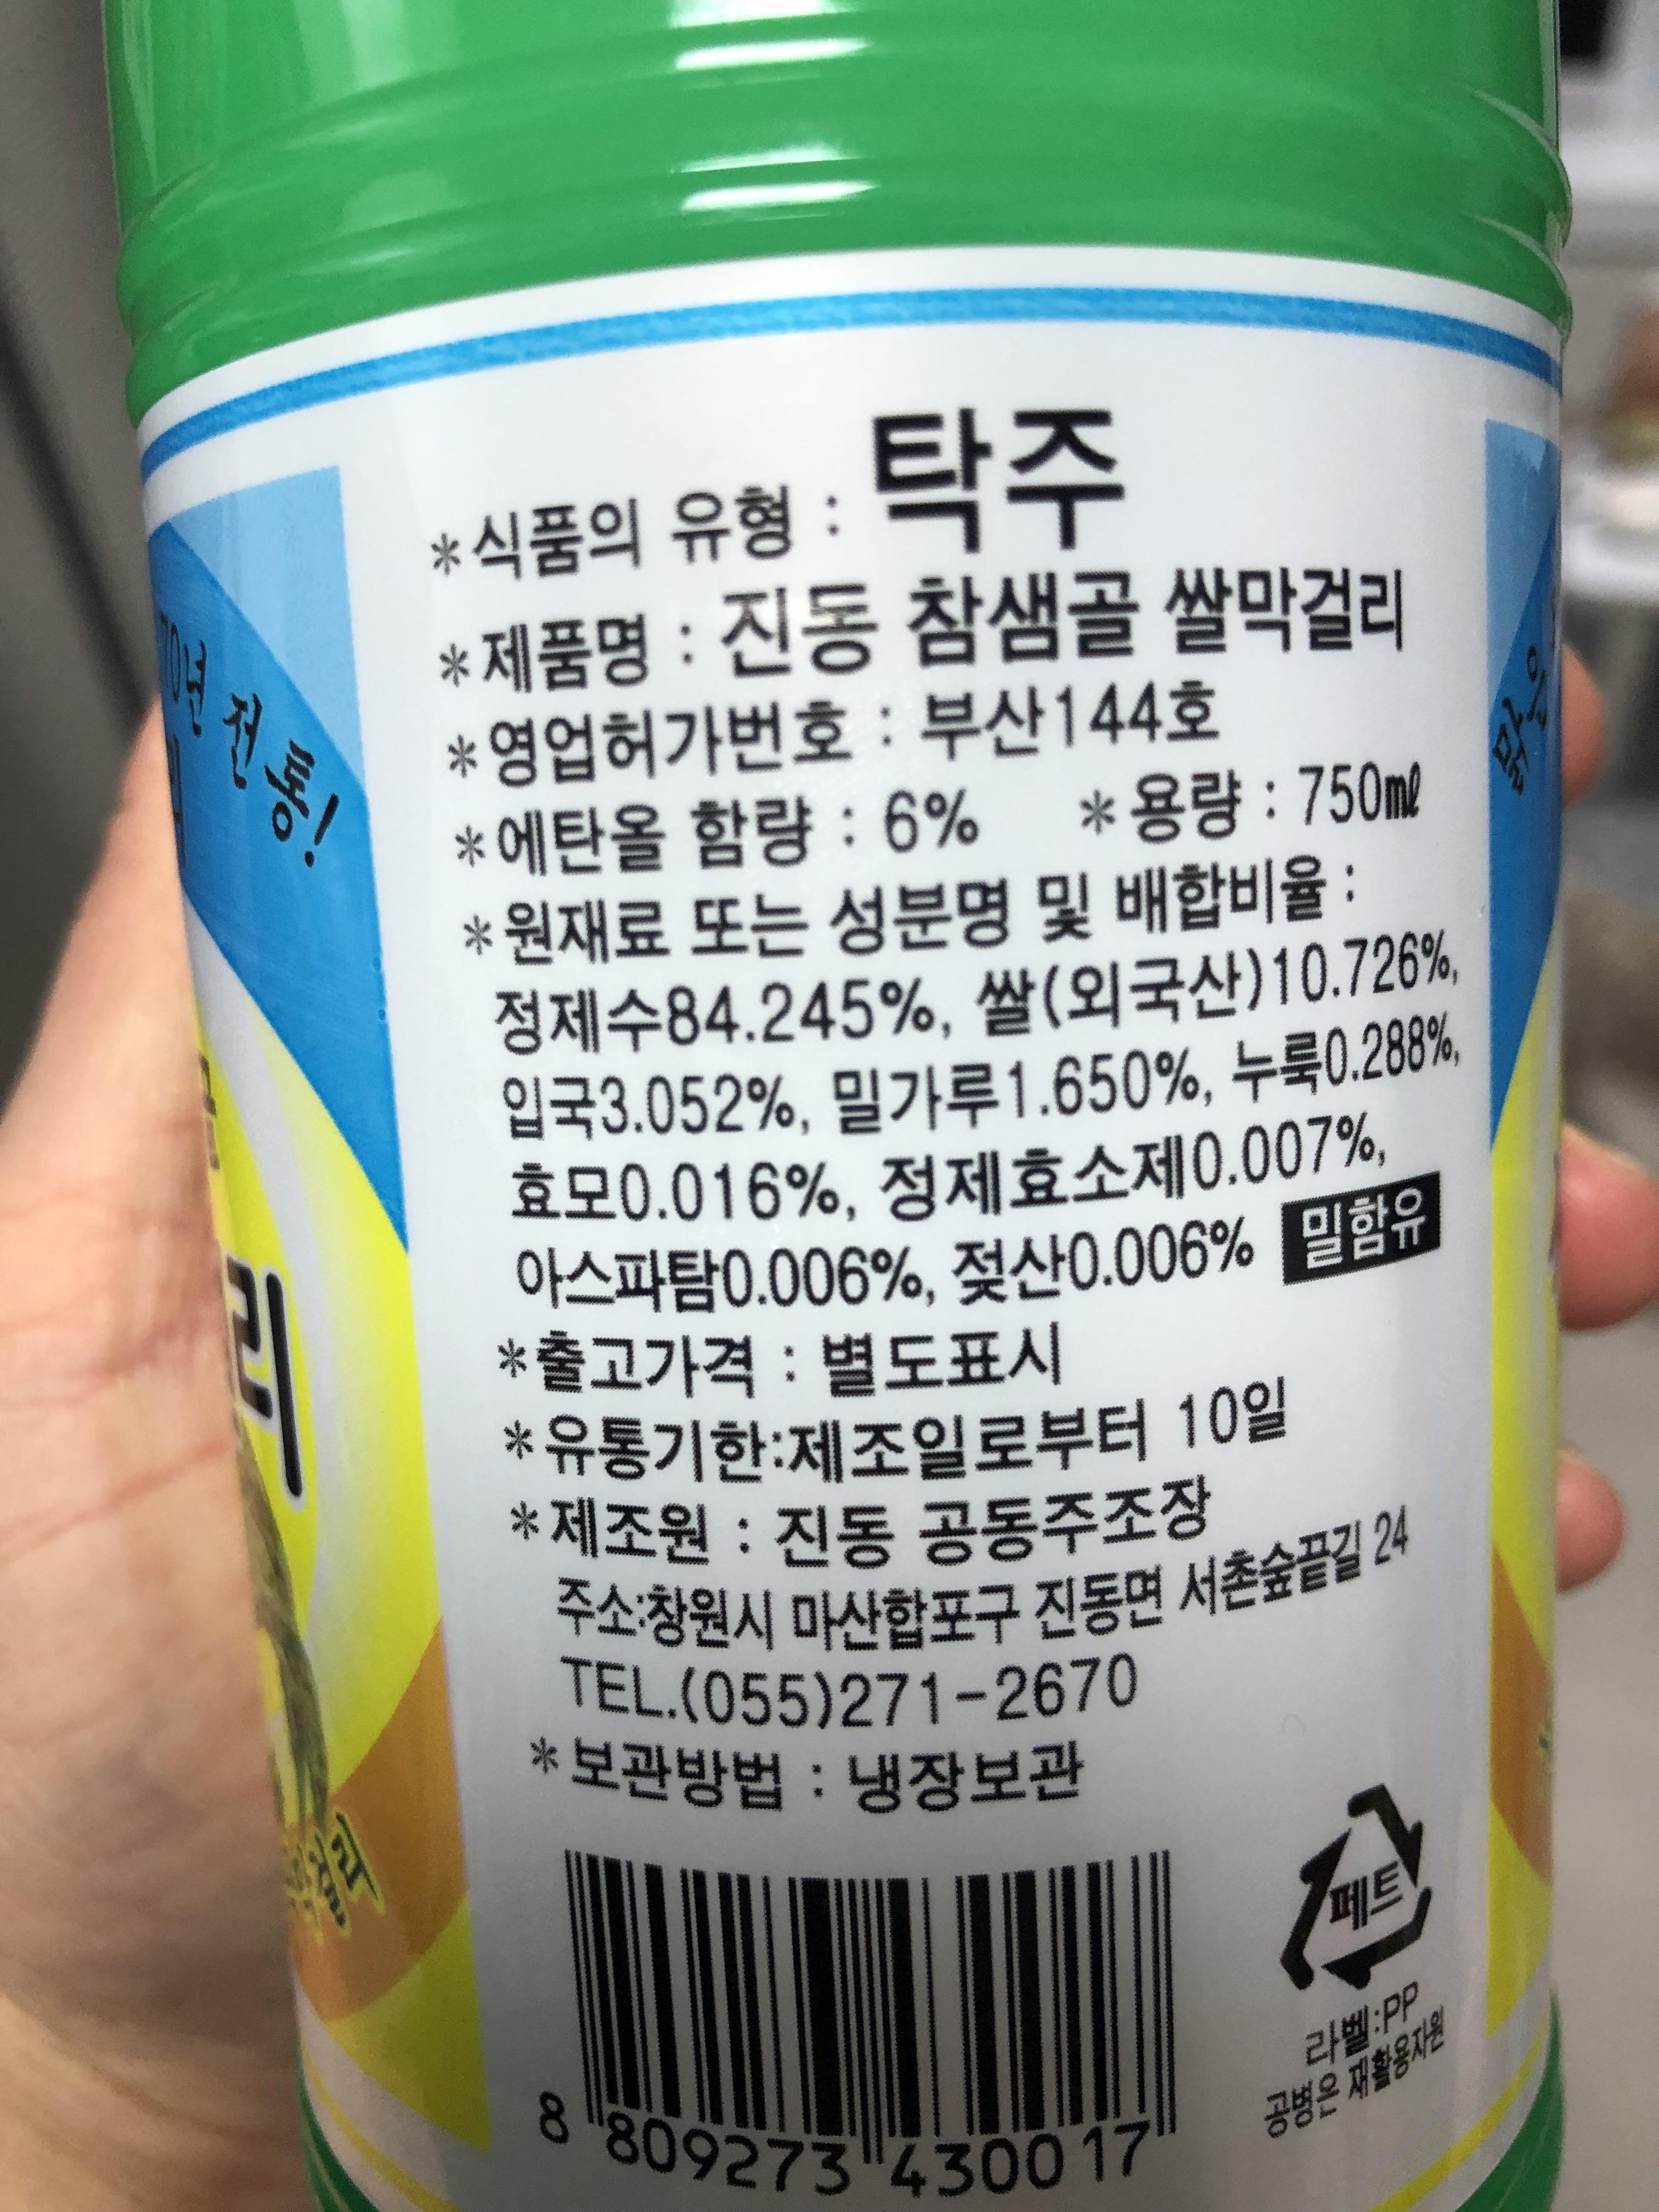 *식품의 유형 : 탁주
*제품명 : 진동 참샘골 쌀막걸리
*영업허가번호 : 부산144호
*에탄올 함량 : 6% *용량 : 750㎖
*원재료 또는 성분명 및 배합비율 :
정제수84.245%, 쌀(외국산)10.726%,
입국3.052%, 밀가루1.650%, 누룩0.288%,
효모0.016%, 정제효소제0.007%,
아스파탐0.006%, 젖산0.006% 밀함유
*출고가격 : 별도표시
*유통기한:제조일로부터 10일
*제조원 : 진동 공동주조장
주소:창원시 마산합포구 진동면 서촌숲끝길 24
TEL.(055)271-2670
*보관방법 : 냉장보관
페트
라벨:PP
공병은 재활용자원
8 809273 430017
70년 전통!
리